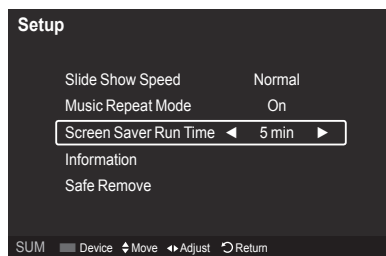 Setup
Slide Show Speed Normal
Music Repeat Mode On
Screen Saver Run Time ◀ 5 min ▶
Information
Safe Remove
SUM Device Move Adjust Return